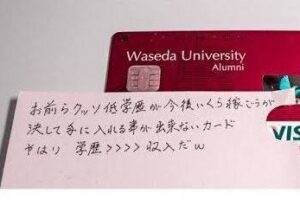 Waseda University
Alumni
お前らクッソ低学歴が今後いくら稼ごうが
決して手に入れる事が出来ないカード
やはり 学歴>>>>収入だw
VIS